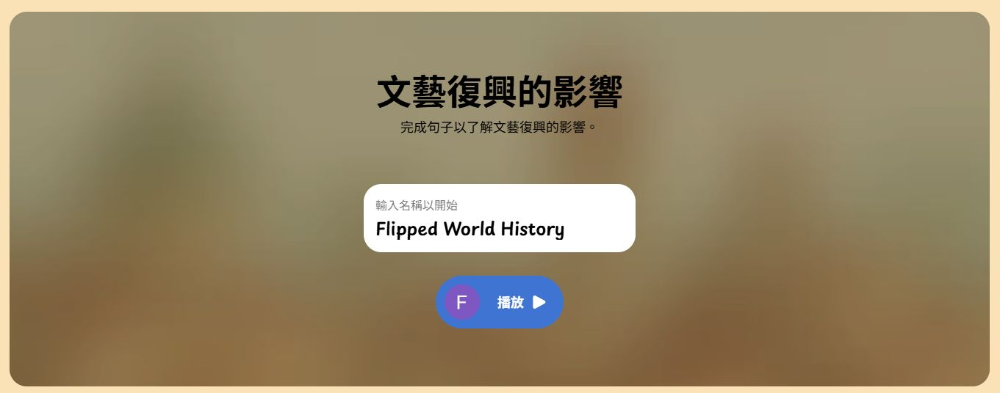 文藝復興的影響
完成句子以了解文藝復興的影響。
輸入名稱以開始
Flipped World History
F
播放